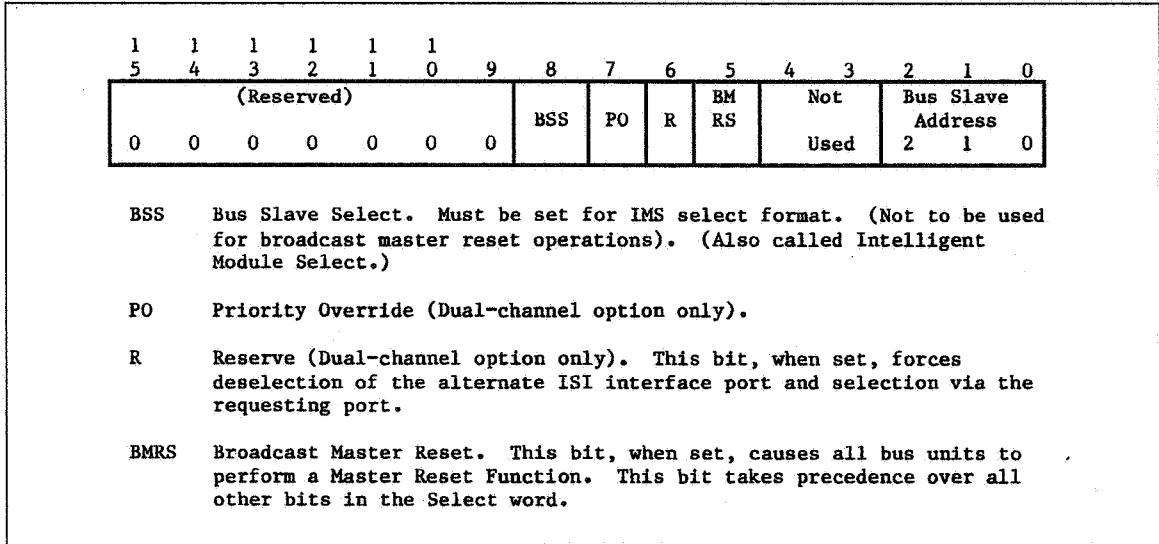 1 1 1 1 1 1
5 4 3 2 1 0 9 8 7 6 5 4 3 2 1 0
(Reserved) BM Not Bus Slave
BSS PO R RS Address
0 0 0 0 0 0 0 Used 2 1 0
BSS Bus Slave Select. Must be set for IMS select format. (Not to be used
for broadcast master reset operations). (Also called Intelligent
Module Select.)
PO Priority Override (Dual-channel option only).
R Reserve (Dual-channel option only). This bit, when set, forces
deselection of the alternate ISI interface port and selection via the
requesting port.
BMRS Broadcast Master Reset. This bit, when set, causes all bus units to
perform a Master Reset Function. This bit takes precedence over all
other bits in the Select word.